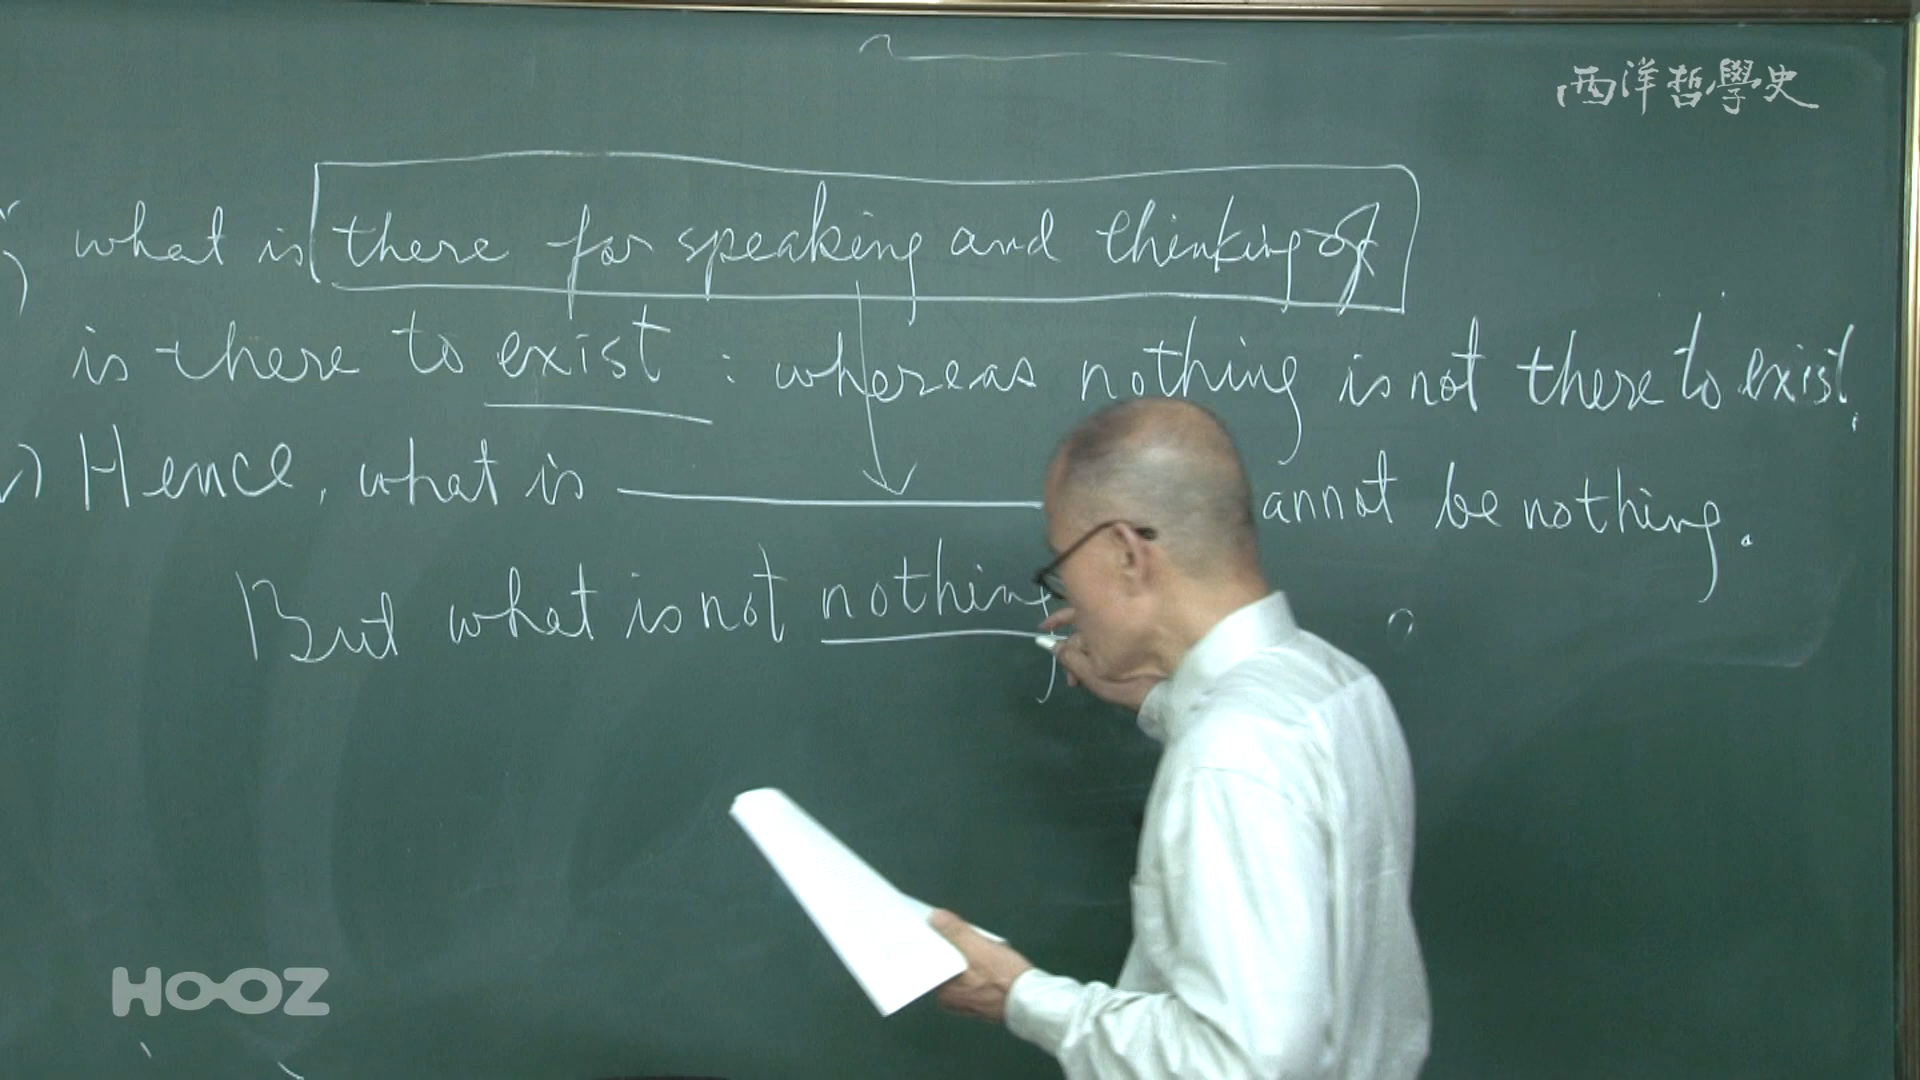 西洋哲學史
what is there for speaking and thinking of
is there to exist : whereas nothing is not there to exist.
) Hence, what is annot be nothing.
But what is not nothing
HOOZ